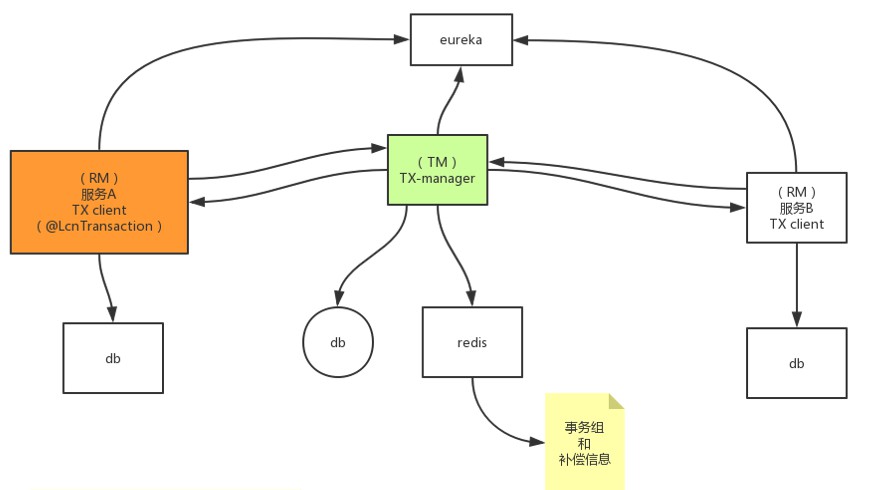 eureka
（RM）
服务A
TX client
（@LcnTransaction）
（TM）
TX-manager
（RM）
服务B
TX client
db
db
redis
db
事务组
和
补偿信息